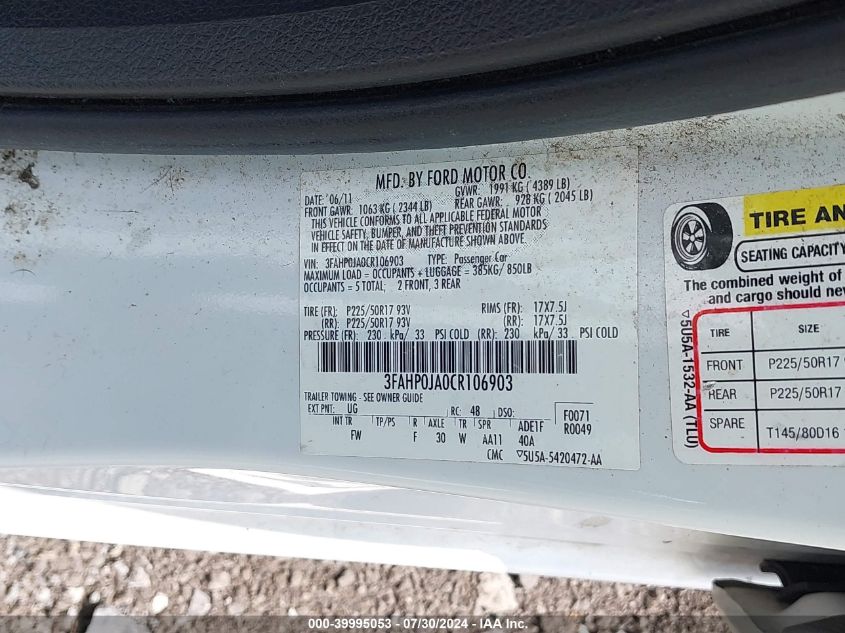 MFD. BY FORD MOTOR CO.
DATE: 06/11 GVWR: 1991 KG ( 4389 LB)
FRONT GAWR: 1063 KG ( 2344 LB) REAR GAWR: 928 KG ( 2045 LB)
THIS VEHICLE CONFORMS TO ALL APPLICABLE FEDERAL MOTOR
VEHICLE SAFETY, BUMPER, AND THEFT PREVENTION STANDARDS
IN EFFECT ON THE DATE OF MANUFACTURE SHOWN ABOVE.
VIN: 3FAHP0JA0CR106903 TYPE: Passenger Car
MAXIMUM LOAD = OCCUPANTS + LUGGAGE = 385KG/ 850LB
OCCUPANTS = 5 TOTAL; 2 FRONT, 3 REAR
TIRE (FR): P225/50R17 93V RIMS (FR): 17X7.5J
(RR): P225/50R17 93V (RR): 17X7.5J
PRESSURE (FR): 230 kPa/ 33 PSI COLD (RR): 230 kPa/ 33 PSI COLD
3FAHP0JA0CR106903
TRAILER TOWING - SEE OWNER GUIDE
EXT PNT: UG RC: 48 DSO: F0071
INT TR TP/PS R AXLE TR SPR ADE1F R0049
FW F 30 W AA11 40A
CMC ▽5U5A-5420472-AA
TIRE AN
SEATING CAPACITY
The combined weight of
and cargo should nev
▽5U5A-1532-AA (TL0)
TIRE SIZE
FRONT P225/50R17
REAR P225/50R17
SPARE T145/80D16
000-39995053 - 07/30/2024 - IAA Inc.